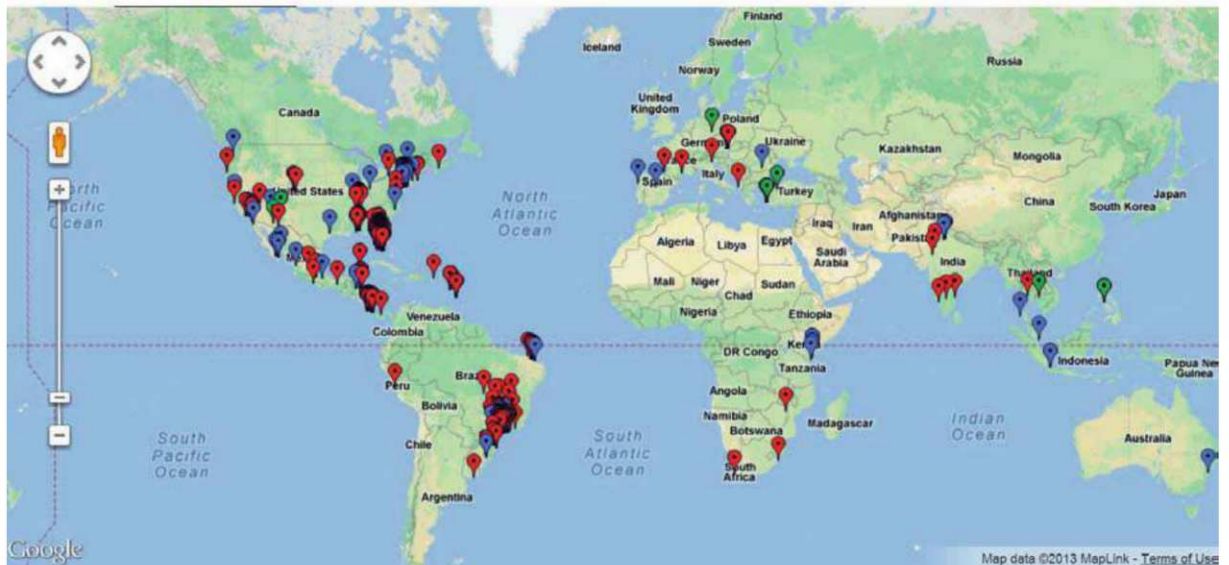 Finland
Iceland
Sweden
Russia
Norway
Canada
United
Kingdom
Poland
Ukraine
Kazakhstan
Mongolia
United States
North
Atlantic
Ocean
Spain
Italy
Turkey
China
Japan
South Korea
Pacific
Ocean
Iraq
Iran
Afghanistan
Pakistan
Algeria
Libya
Egypt
Saudi
Arabia
India
Mali
Niger
Chad
Sudan
Thailand
Nigeria
Ethiopia
Venezuela
Colombia
DR Congo
Kenya
Tanzania
Indonesia
Papua New
Guinea
Peru
Bolivia
Angola
Namibia
Botswana
Madagascar
South
Africa
Indian
Ocean
Australia
South
Pacific
Ocean
Chile
South
Atlantic
Ocean
Argentina
Google
Map data ©2013 MapLink - Terms of Use